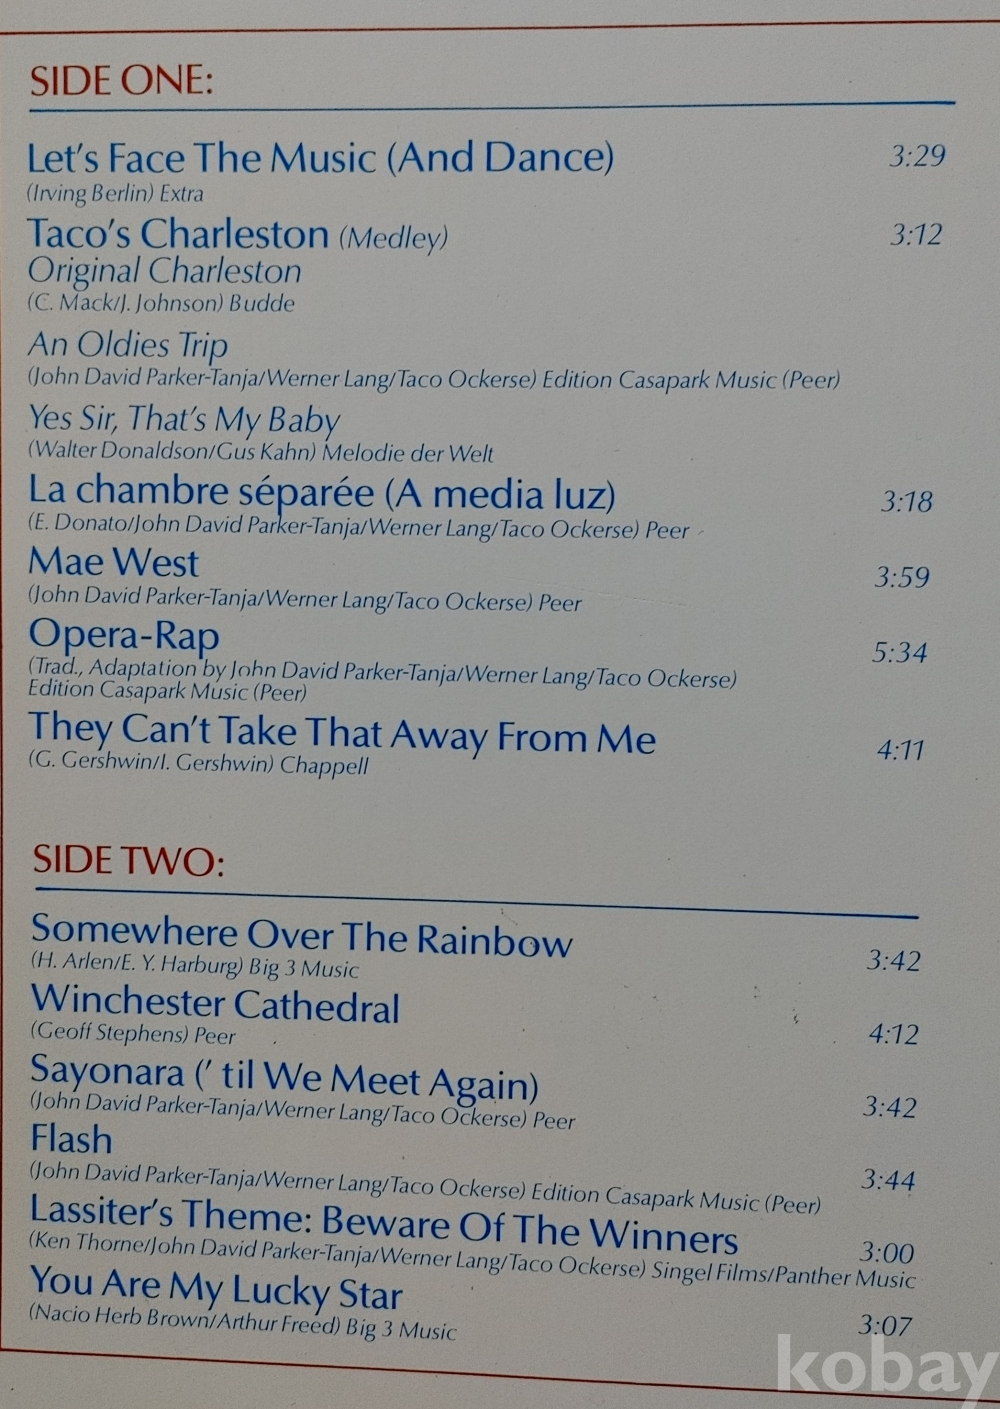 SIDE ONE:
Let's Face The Music (And Dance) 3:29
(Irving Berlin) Extra
Taco's Charleston (Medley) 3:12
Original Charleston
(C. Mack/J. Johnson) Budde
An Oldies Trip
(John David Parker-Tanja/Werner Lang/Taco Ockerse) Edition Casapark Music (Peer)
Yes Sir, That's My Baby
(Walter Donaldson/Gus Kahn) Melodie der Welt
La chambre séparée (A media luz) 3:18
(E. Donato/John David Parker-Tanja/Werner Lang/Taco Ockerse) Peer
Mae West 3:59
(John David Parker-Tanja/Werner Lang/Taco Ockerse) Peer
Opera-Rap 5:34
(Trad., Adaptation by John David Parker-Tanja/Werner Lang/Taco Ockerse)
Edition Casapark Music (Peer)
They Can't Take That Away From Me 4:11
(G. Gershwin/I. Gershwin) Chappell
SIDE TWO:
Somewhere Over The Rainbow 3:42
(H. Arlen/E. Y. Harburg) Big 3 Music
Winchester Cathedral 4:12
(Geoff Stephens) Peer
Sayonara (' til We Meet Again) 3:42
(John David Parker-Tanja/Werner Lang/Taco Ockerse) Peer
Flash 3:44
(John David Parker-Tanja/Werner Lang/Taco Ockerse) Edition Casapark Music (Peer)
Lassiter's Theme: Beware Of The Winners 3:00
(Ken Thorne/John David Parker-Tanja/Werner Lang/Taco Ockerse) Singel Films/Panther Music
You Are My Lucky Star 3:07
(Nacio Herb Brown/Arthur Freed) Big 3 Music
kobay